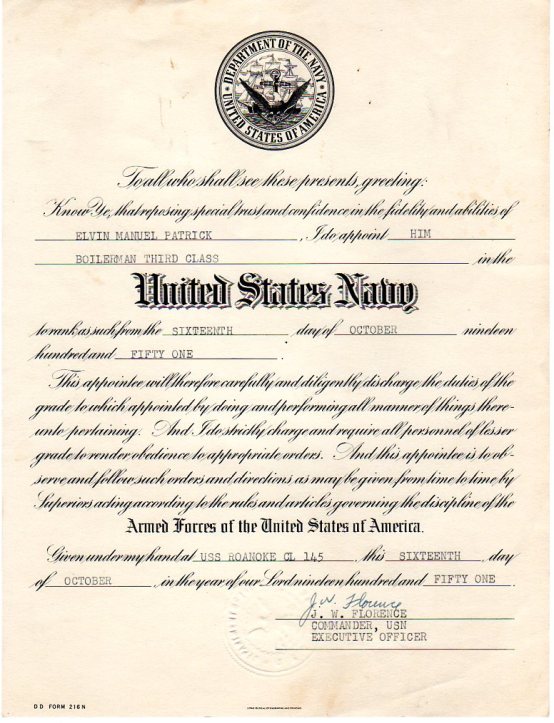 DEPARTMENT OF THE NAVY
UNITED STATES OF AMERICA
To all who shall see these presents, greeting:
Know Ye, that reposing special trust and confidence in the fidelity and abilities of
ELVIN MANUEL PATRICK , I do appoint HIM
BOILERMAN THIRD CLASS in the
United States Navy
to rank as such from the SIXTEENTH day of OCTOBER nineteen
hundred and FIFTY ONE .
This appointee will therefore carefully and diligently discharge the duties of the
grade to which appointed by doing and performing all manner of things there-
unto pertaining. And I do strictly charge and require all personnel of lesser
grade to render obedience to appropriate orders. And this appointee is to ob-
serve and follow such orders and directions as may be given from time to time by
Superiors acting according to the rules and articles governing the discipline of the
Armed Forces of the United States of America.
Given under my hand at USS ROANOKE CL 145 , this SIXTEENTH day
of OCTOBER , in the year of our Lord nineteen hundred and FIFTY ONE .
J W Florence
J. W. FLORENCE
COMMANDER, USN
EXECUTIVE OFFICER
DD FORM 216N